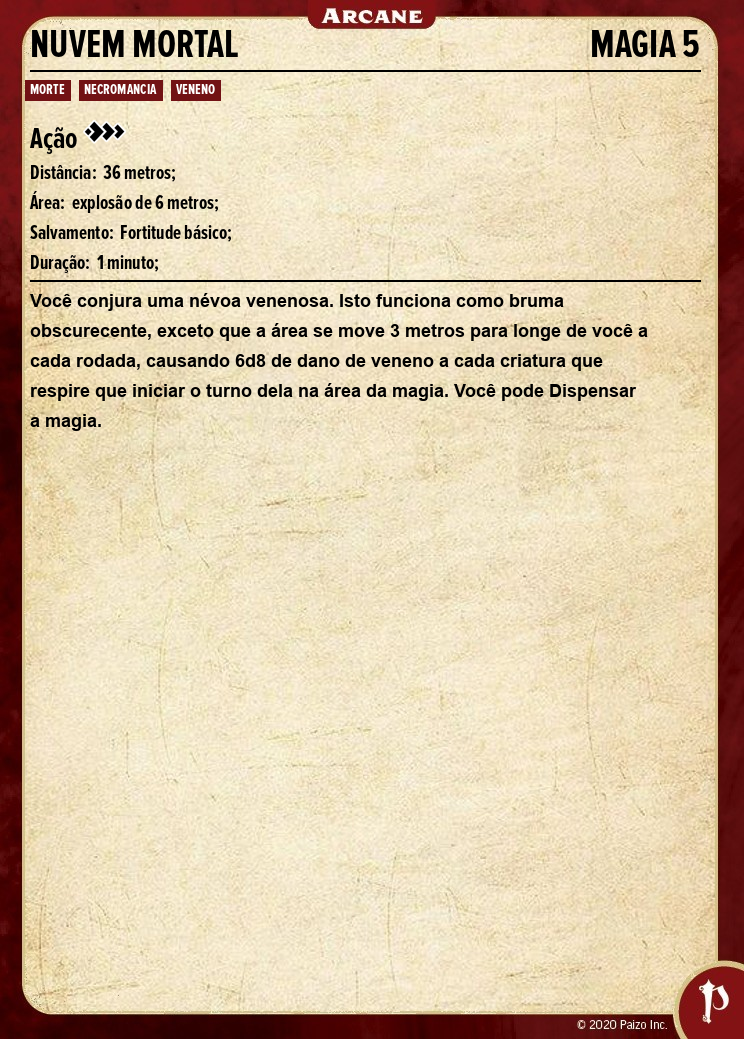 ARCANE
NUVEM MORTAL MAGIA 5
MORTE NECROMANCIA VENENO
Ação
Distância: 36 metros;
Área: explosão de 6 metros;
Salvamento: Fortitude básico;
Duração: 1 minuto;
Você conjura uma névoa venenosa. Isto funciona como bruma
obscurecente, exceto que a área se move 3 metros para longe de você a
cada rodada, causando 6d8 de dano de veneno a cada criatura que
respire que iniciar o turno dela na área da magia. Você pode Dispensar
a magia.
© 2020 Paizo Inc.
P